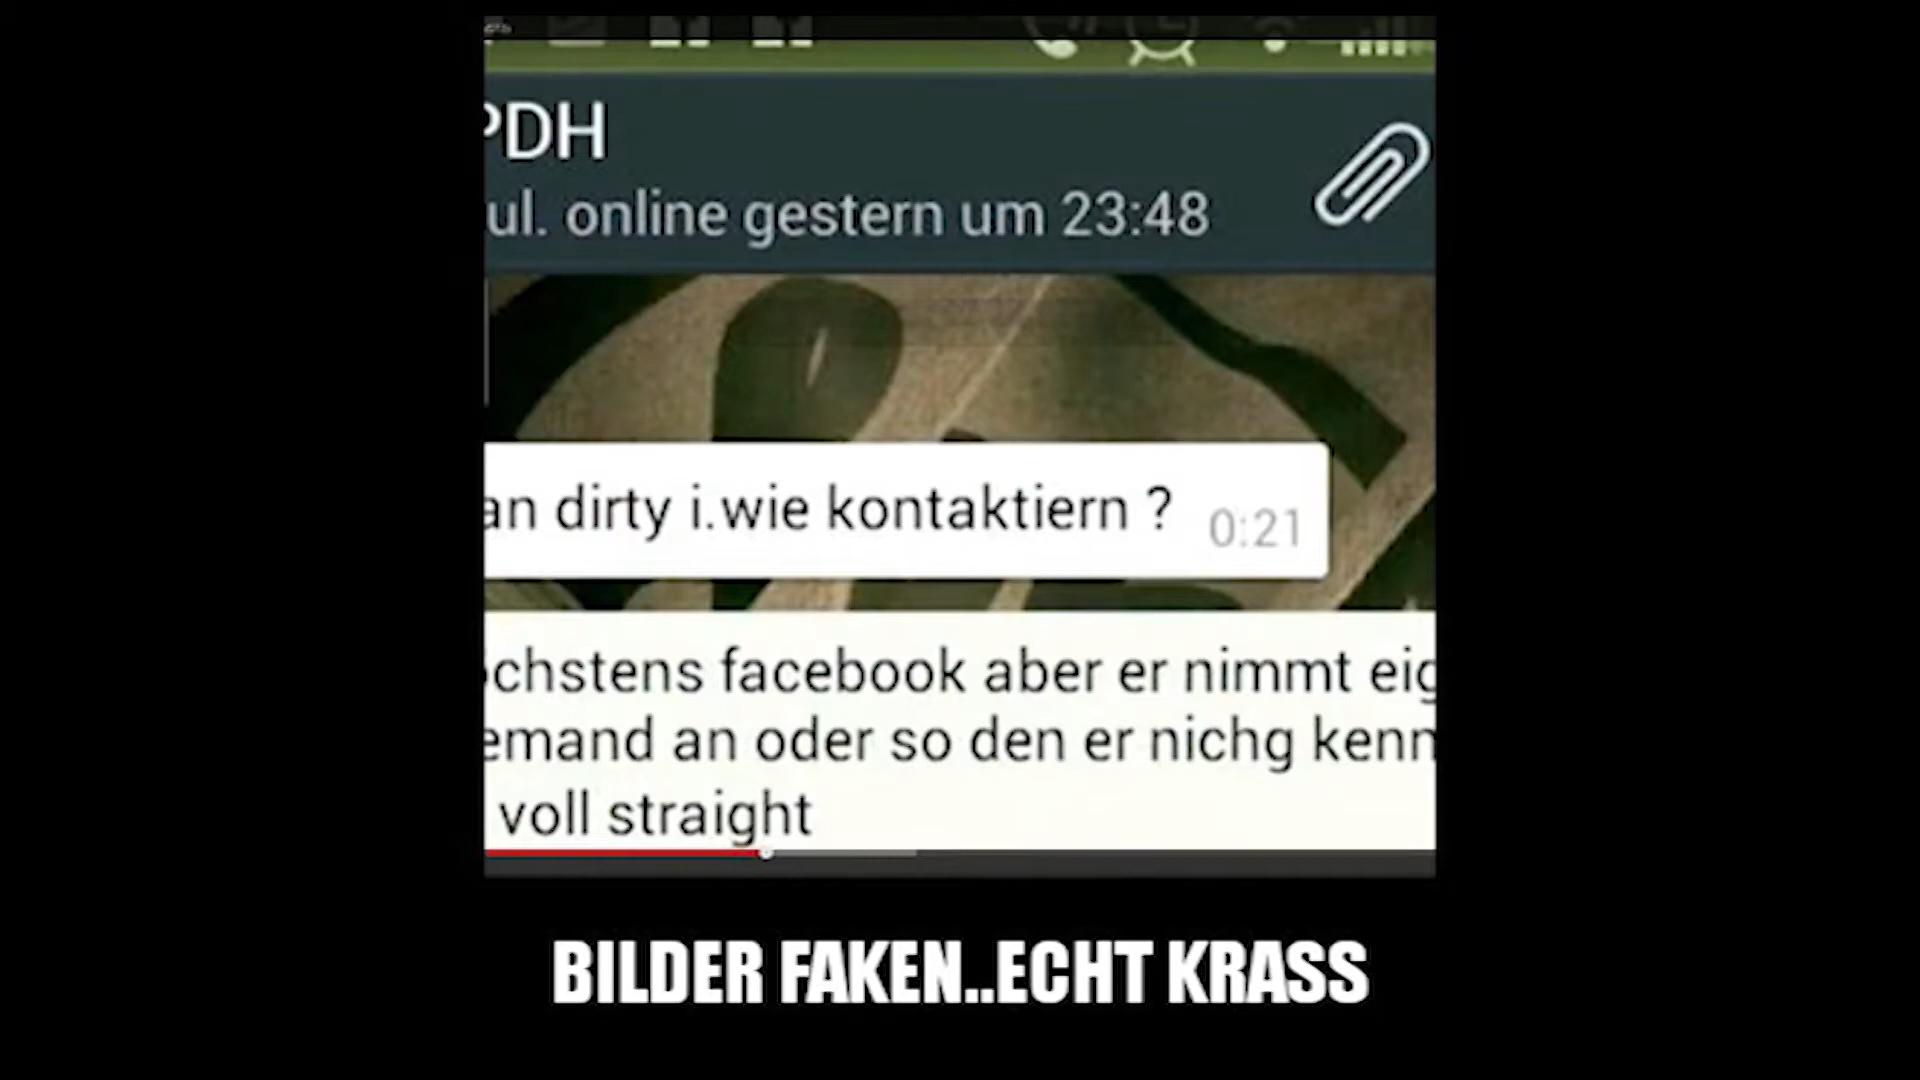 PDH
ul. online gestern um 23:48
an dirty i.wie kontaktiern ? 0:21
chstens facebook aber er nimmt eig
emand an oder so den er nichg kenn
voll straight
BILDER FAKEN..ECHT KRASS